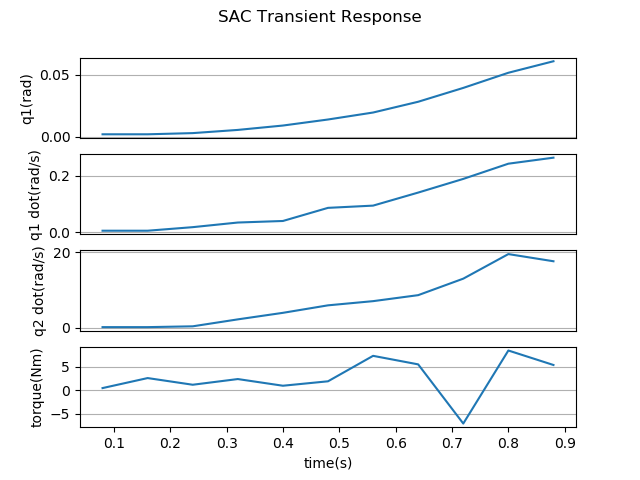 SAC Transient Response
q1(rad)
0.05
0.00
q1 dot(rad/s)
0.2
0.0
q2 dot(rad/s)
20
0
torque(Nm)
5
0
−5
0.1 0.2 0.3 0.4 0.5 0.6 0.7 0.8 0.9
time(s)